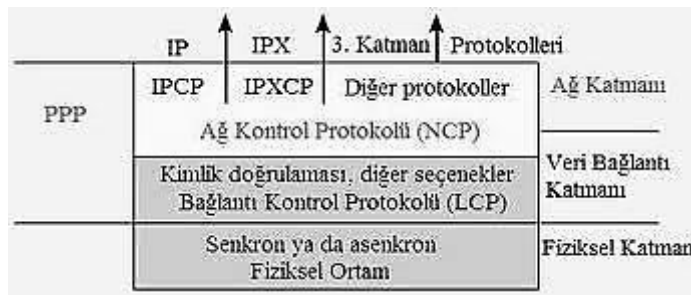 IP IPX 3. Katman Protokolleri
IPCP IPXCP Diğer protokoller Ağ Katmanı
PPP
Ağ Kontrol Protokolü (NCP)
Kimlik doğrulaması, diğer seçenekler Veri Bağlantı
Bağlantı Kontrol Protokolü (LCP) Katmanı
Senkron ya da asenkron Fiziksel Katman
Fiziksel Ortam